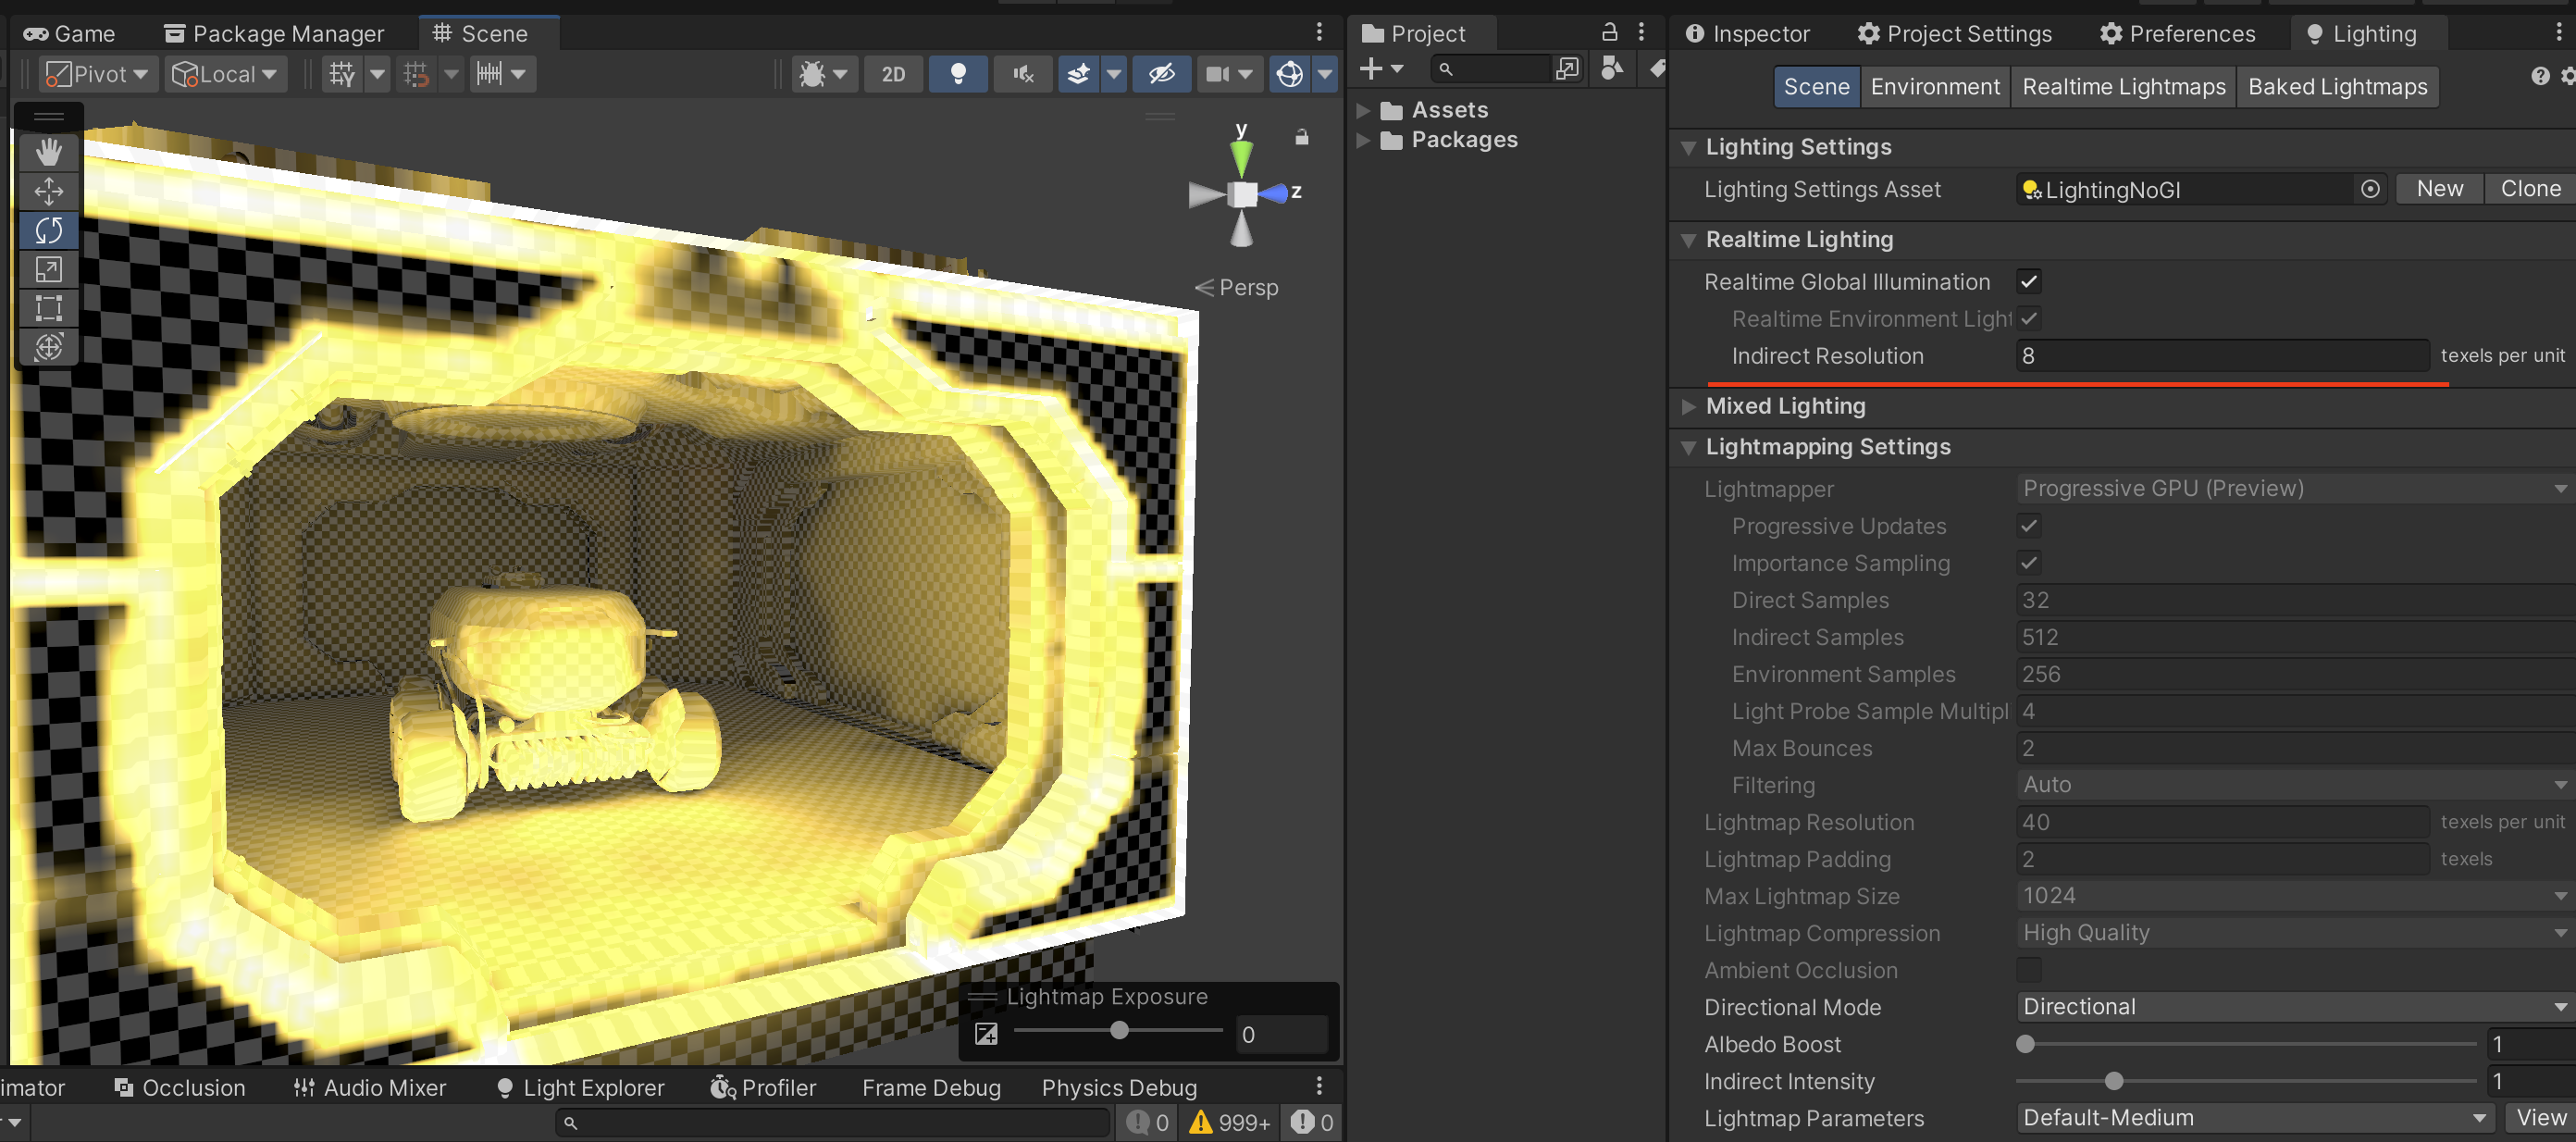 Game
Package Manager
Scene
Project
Inspector
Project Settings
Preferences
Lighting
Pivot
Local
2D
Scene
Environment
Realtime Lightmaps
Baked Lightmaps
y
z
Persp
Assets
Packages
Lighting Settings
Lighting Settings Asset
LightingNoGI
New
Clone
Realtime Lighting
Realtime Global Illumination
Realtime Environment Light
Indirect Resolution
8
texels per unit
Mixed Lighting
Lightmapping Settings
Lightmapper
Progressive GPU (Preview)
Progressive Updates
Importance Sampling
Direct Samples
32
Indirect Samples
512
Environment Samples
256
Light Probe Sample Multipl
4
Max Bounces
2
Filtering
Auto
Lightmap Resolution
40
texels per unit
Lightmap Padding
2
texels
Max Lightmap Size
1024
Lightmap Compression
High Quality
Ambient Occlusion
Directional Mode
Directional
Albedo Boost
1
Indirect Intensity
1
Lightmap Parameters
Default-Medium
View
Lightmap Exposure
0
imator
Occlusion
Audio Mixer
Light Explorer
Profiler
Frame Debug
Physics Debug
0
999+
0